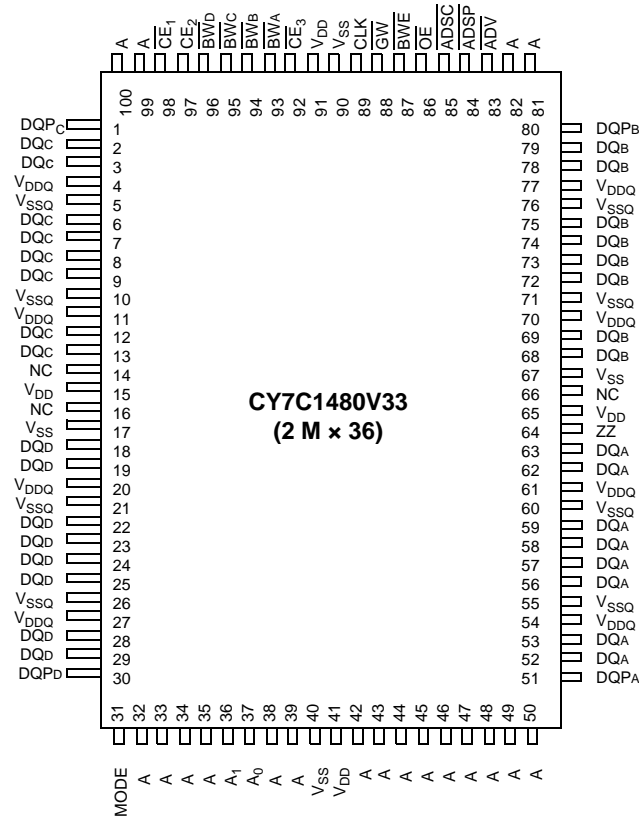 A A CE1 CE2 BWD BWC BWB BWA CE3 VDD VSS CLK GW BWE OE ADSC ADSP ADV A A
100 99 98 97 96 95 94 93 92 91 90 89 88 87 86 85 84 83 82 81
DQPC 1 80 DQPB
DQC 2 79 DQB
DQC 3 78 DQB
VDDQ 4 77 VDDQ
VSSQ 5 76 VSSQ
DQC 6 75 DQB
DQC 7 74 DQB
DQC 8 73 DQB
DQC 9 72 DQB
VSSQ 10 71 VSSQ
VDDQ 11 70 VDDQ
DQC 12 69 DQB
DQC 13 68 DQB
NC 14 67 VSS
VDD 15 66 NC
NC 16 65 VDD
VSS 17 64 ZZ
DQD 18 63 DQA
DQD 19 62 DQA
VDDQ 20 61 VDDQ
VSSQ 21 60 VSSQ
DQD 22 59 DQA
DQD 23 58 DQA
DQD 24 57 DQA
DQD 25 56 DQA
VSSQ 26 55 VSSQ
VDDQ 27 54 VDDQ
DQD 28 53 DQA
DQD 29 52 DQA
DQPD 30 51 DQPA
CY7C1480V33
(2 M × 36)
31 32 33 34 35 36 37 38 39 40 41 42 43 44 45 46 47 48 49 50
MODE A A A A A1 A0 A A VSS VDD A A A A A A A A A